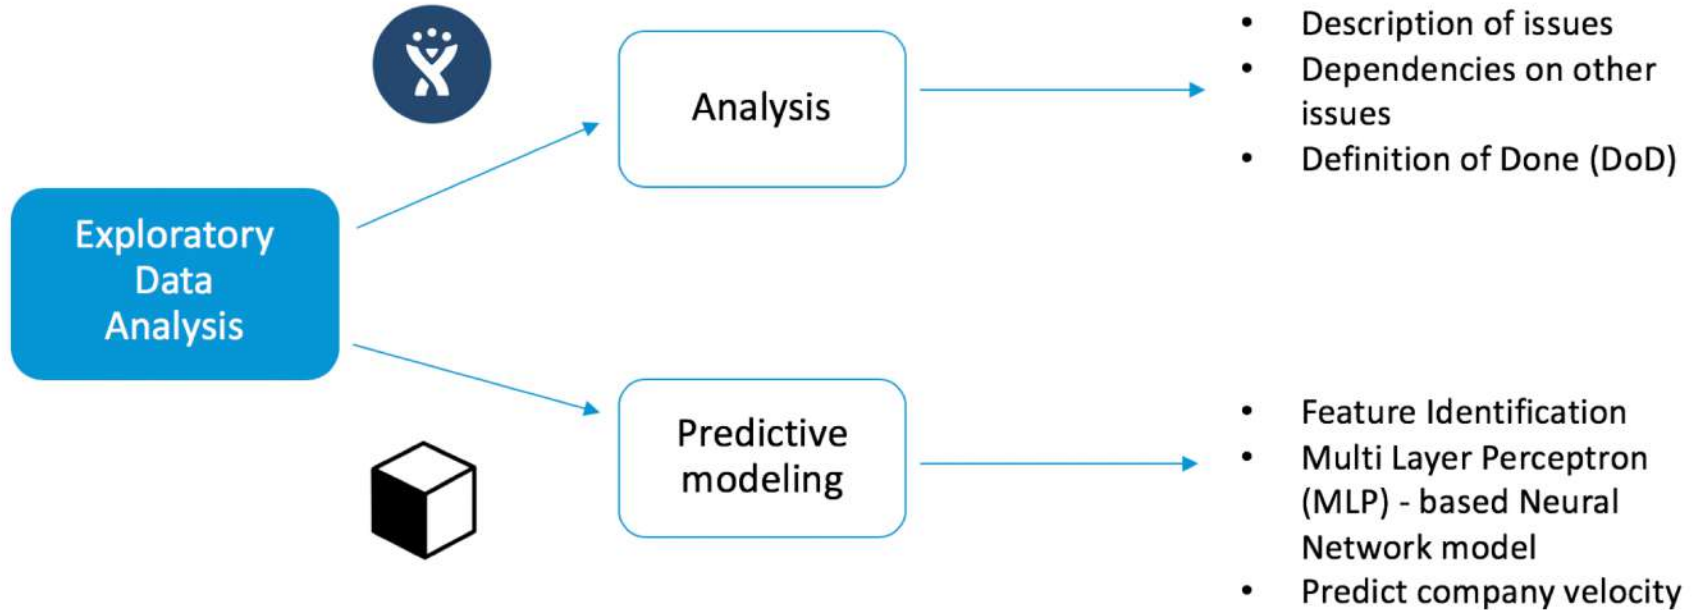 Exploratory
Data
Analysis
Analysis
• Description of issues
• Dependencies on other
issues
• Definition of Done (DoD)
Predictive
modeling
• Feature Identification
• Multi Layer Perceptron
(MLP) - based Neural
Network model
• Predict company velocity